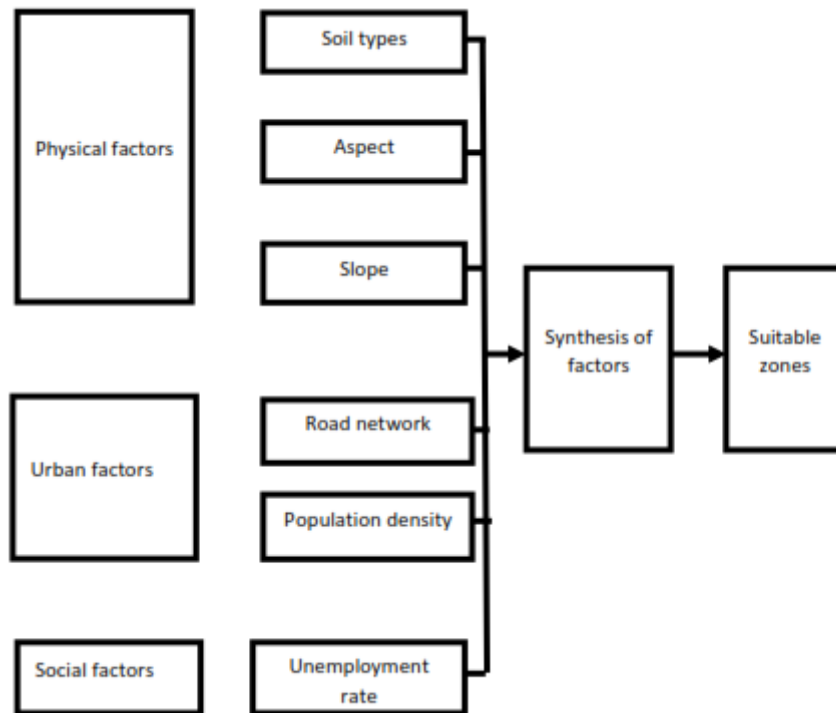 Soil types
Physical factors
Aspect
Slope
Synthesis of
factors
Suitable
zones
Road network
Urban factors
Population density
Social factors
Unemployment
rate